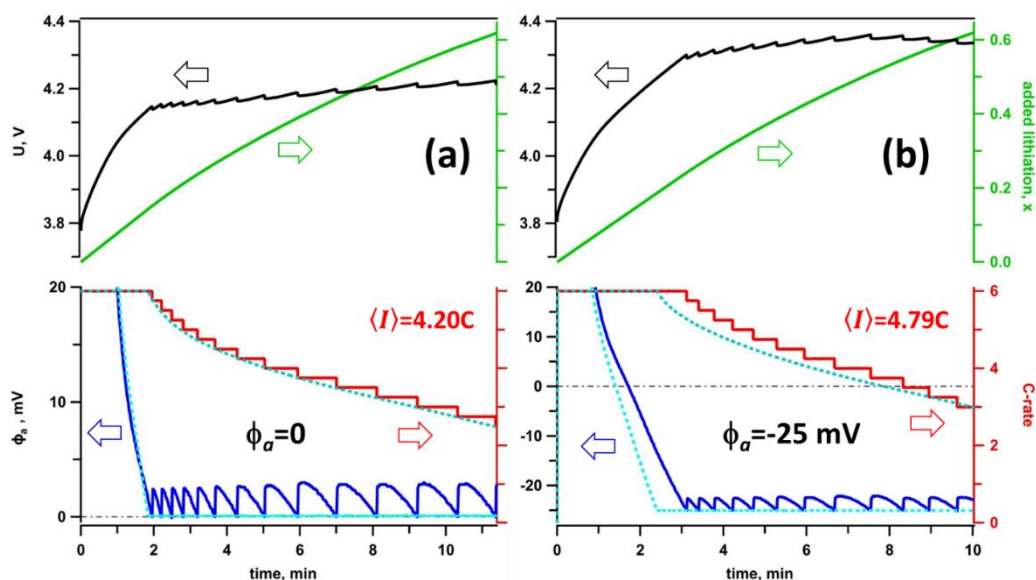 4.4
4.2
4.0
3.8
U, V
(a)
4.4
4.2
4.0
3.8
(b)
0.6
0.4
0.2
0.0
added lithiation, x
20
15
10
5
0
ϕa , mV
⟨I⟩=4.20C
ϕa=0
0 2 4 6 8 10
time, min
20
10
0
-10
-20
⟨I⟩=4.79C
ϕa=-25 mV
6
4
2
0
C-rate
0 2 4 6 8 10
time, min